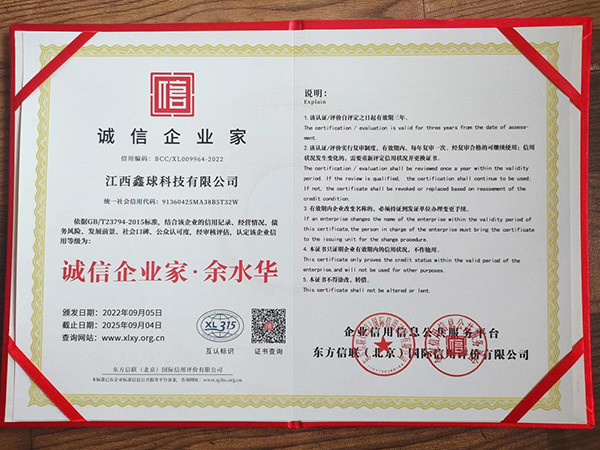 信
诚信企业家
信用编码：BCC/XL009964-2022
江西鑫球科技有限公司
统一社会信用代码：91360425MA38B5T32W
依据GB/T23794-2015标准，结合该企业的信用记录、经营情况、债
务风险、发展前景、社会口碑、公众认可度，经审核评估，认定该企业信
用等级为：
诚信企业家·余水华
颁发日期：2022年09月05日
截止日期：2025年09月04日
查询网站：www.xlxy.org.cn
XL315
互认标识
证书查询
东方信联（北京）国际信用评价有限公司
说明：
Explain
1.该认证/评价自评定之日起有效期三年。
The certification / evaluation is valid for three years from the date of assess-
ment.
2.该认证/评价实行复审制度，在有效期内，每年复审一次，经复审合格的可继续使用；信用
状况发生变化的，需要重新评定信用状况并更换证书。
The certification / evaluation shall be reviewed once a year within the validity
period. If the review is qualified, the certification shall continue to be used;
If not, the certificate shall be revoked or replaced based on reassessment of the
credit condition.
3.有效期内企业改变名称的，必须持证到发证单位办理变更手续。
If an enterprise changes the name of the enterprise within the validity period of
this certificate,the person in charge of the enterprise must bring the certificate
to the issuing unit for the change procedure.
4.本证书只证明企业有效期内的信用状况，不作他用。
This certificate only proves the credit status within the valid period of the
enterprise,and will not be used for other purposes.
5.本证书不得涂改、转借。
This certificate shall not be altered or lent.
企业信用信息公共服务平台
东方信联（北京）国际信用评价有限公司